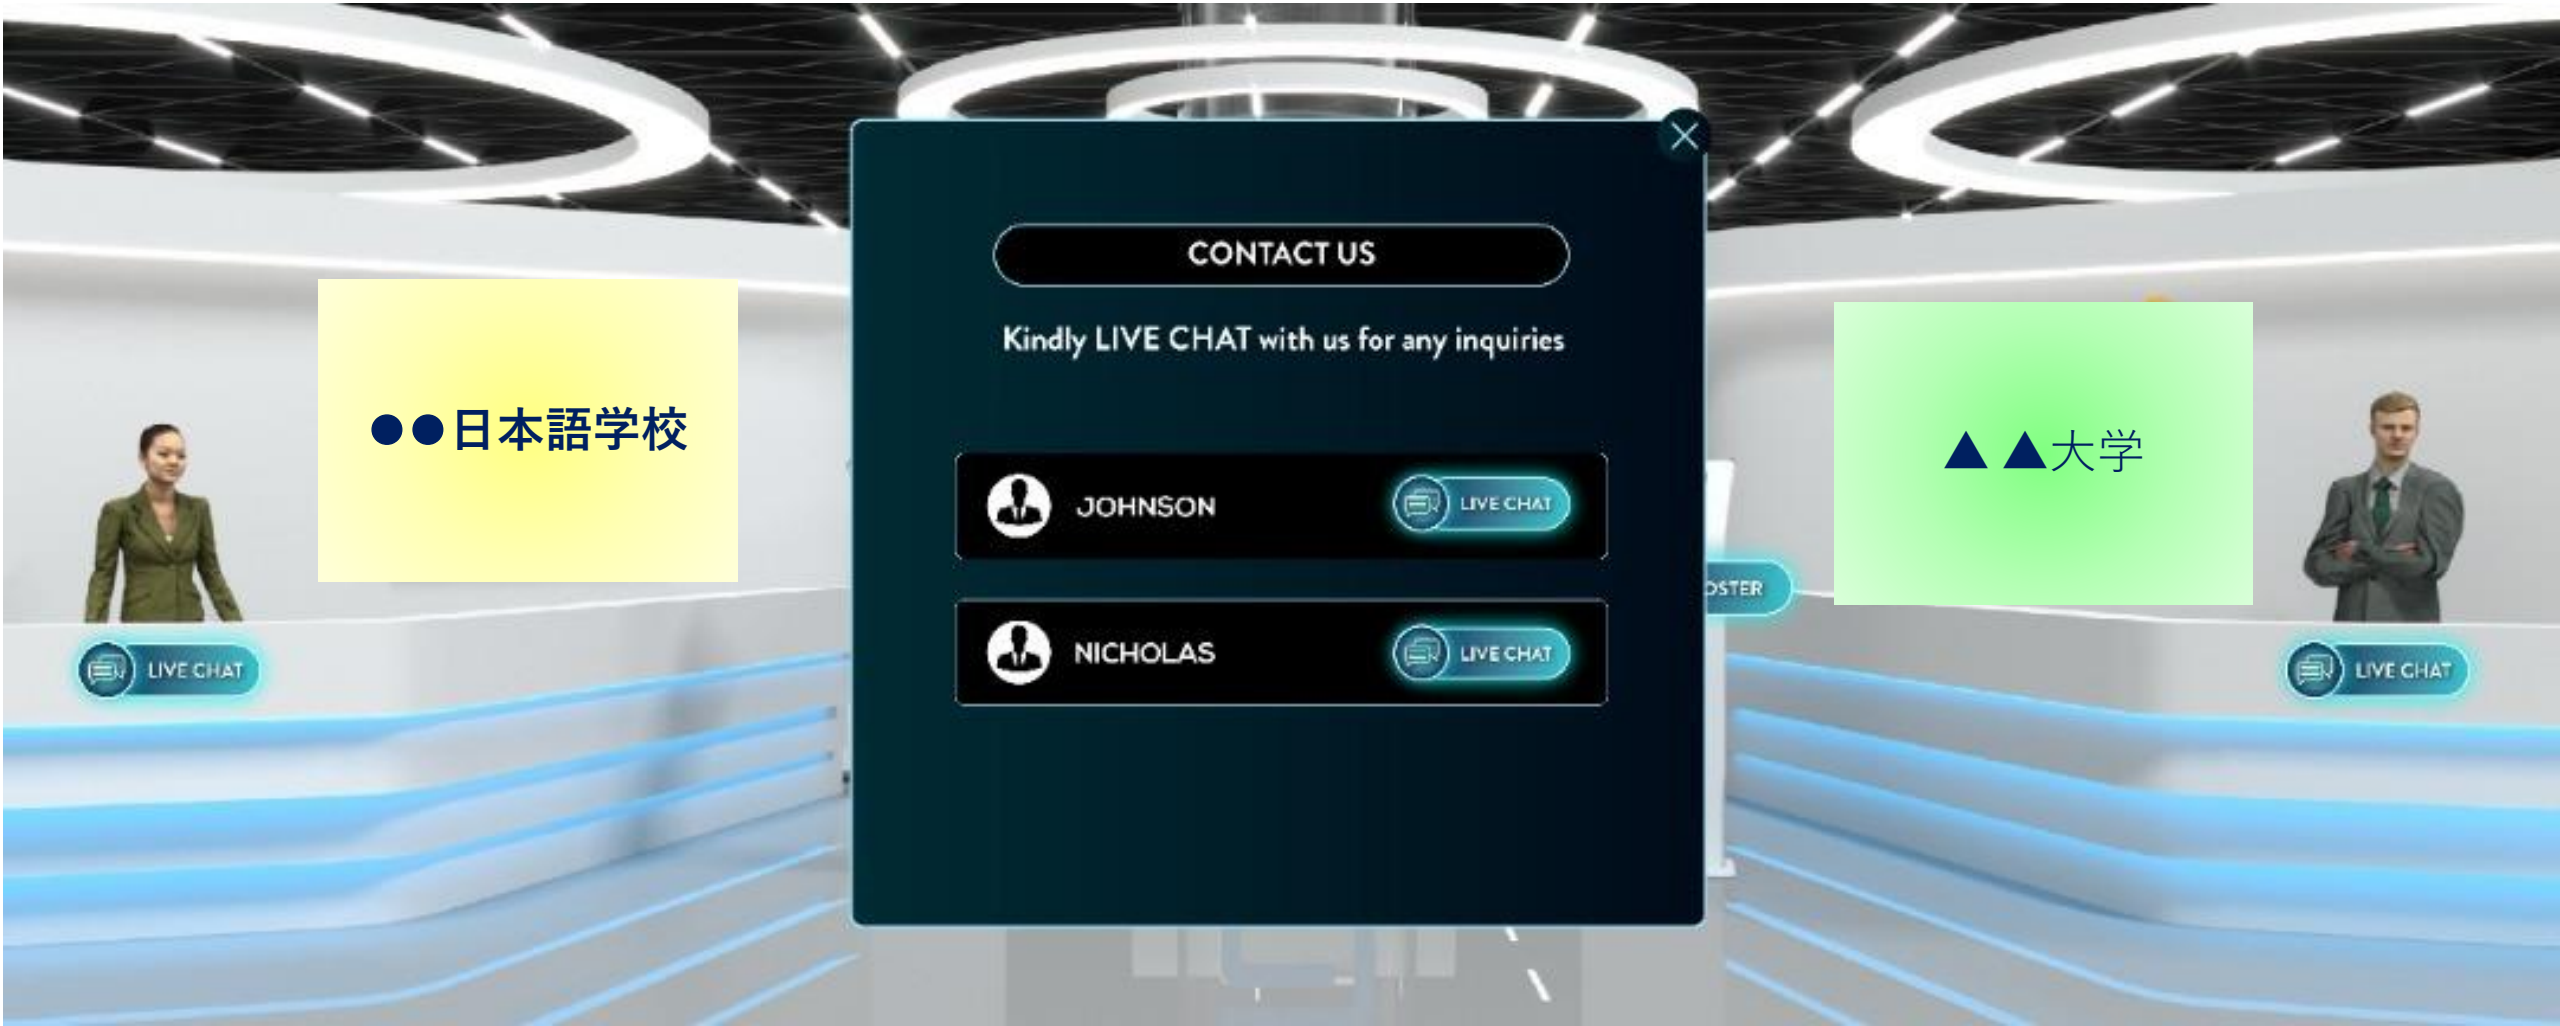 CONTACT US
Kindly LIVE CHAT with us for any inquiries
●●日本語学校
▲ ▲大学
JOHNSON
LIVE CHAT
NICHOLAS
LIVE CHAT
LIVE CHAT
LIVE CHAT